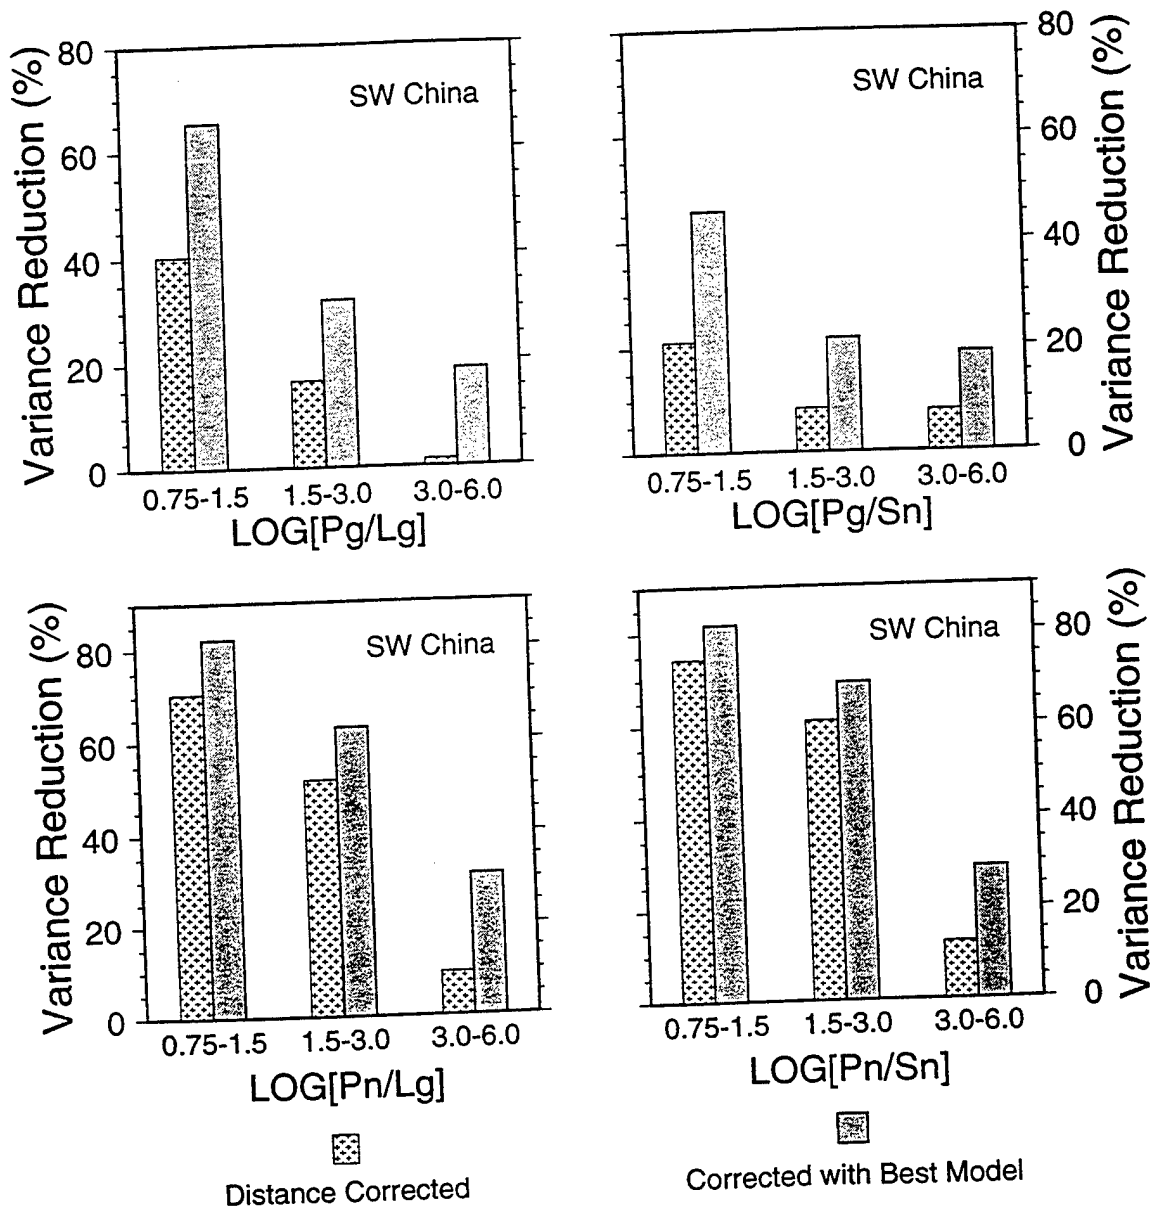 Variance Reduction (%)
80
60
40
20
0
SW China
0.75-1.5 1.5-3.0 3.0-6.0
LOG[Pg/Lg]
SW China
80
60
40
20
0
Variance Reduction (%)
0.75-1.5 1.5-3.0 3.0-6.0
LOG[Pg/Sn]
Variance Reduction (%)
80
60
40
20
0
SW China
0.75-1.5 1.5-3.0 3.0-6.0
LOG[Pn/Lg]
SW China
80
60
40
20
0
Variance Reduction (%)
0.75-1.5 1.5-3.0 3.0-6.0
LOG[Pn/Sn]
Distance Corrected
Corrected with Best Model